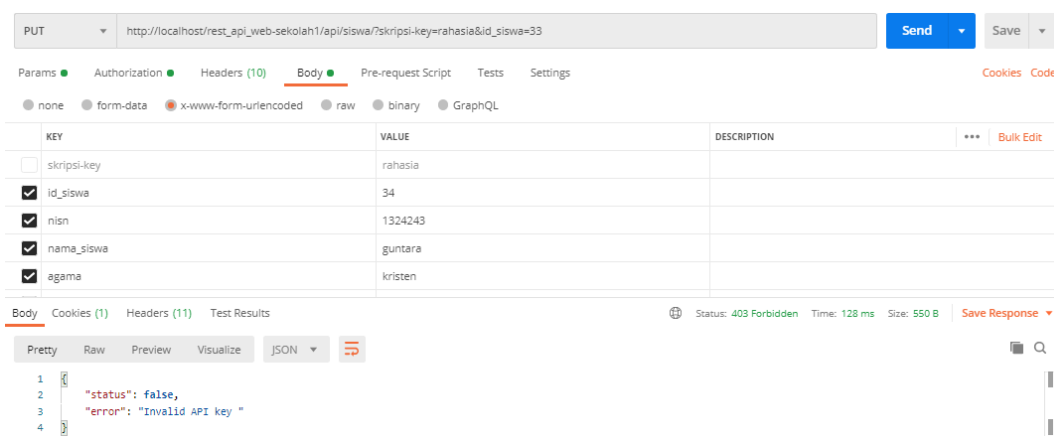 PUT http://localhost/rest_api_web-sekolah1/api/siswa/?skripsi-key=rahasia&id_siswa=33 Send Save
Params Authorization Headers (10) Body Pre-request Script Tests Settings Cookies Code
none form-data x-www-form-urlencoded raw binary GraphQL
KEY VALUE DESCRIPTION ••• Bulk Edit
skripsi-key rahasia
id_siswa 34
nisn 1324243
nama_siswa guntara
agama kristen
Body Cookies (1) Headers (11) Test Results Status: 403 Forbidden Time: 128 ms Size: 550 B Save Response
Pretty Raw Preview Visualize JSON
1 {
2 "status": false,
3 "error": "Invalid API key "
4 }